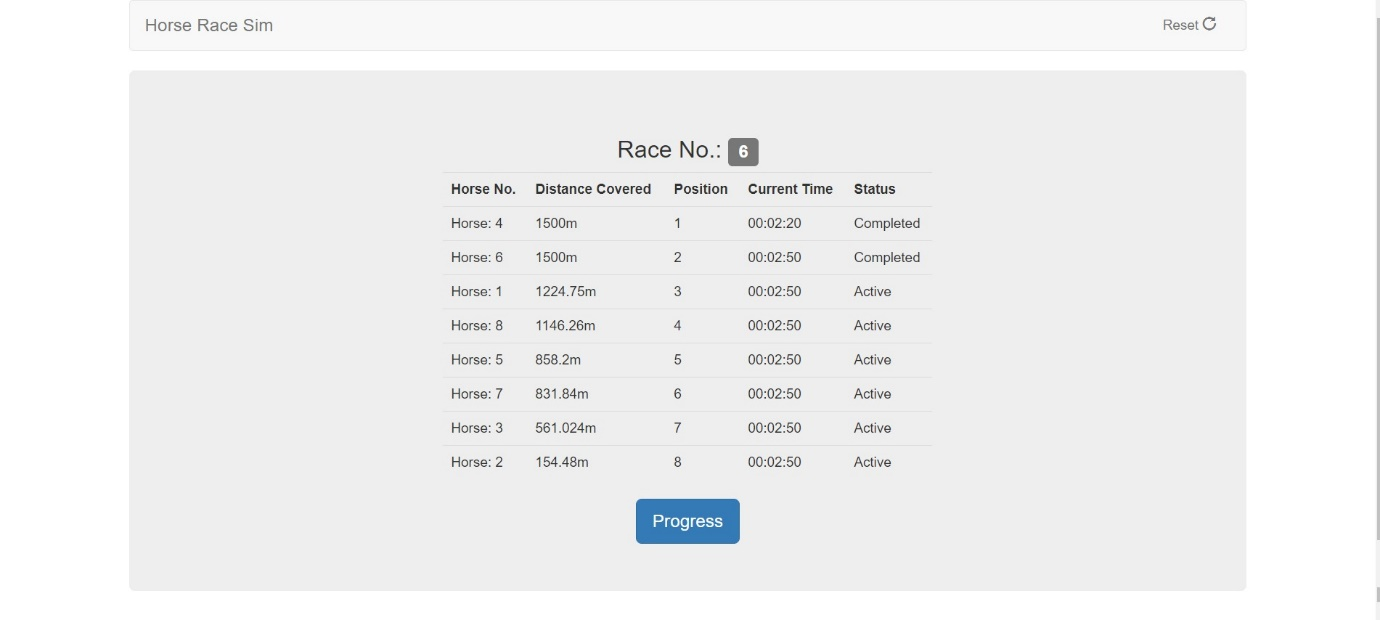 Horse Race Sim Reset
Race No.: 6
Horse No. Distance Covered Position Current Time Status
Horse: 4 1500m 1 00:02:20 Completed
Horse: 6 1500m 2 00:02:50 Completed
Horse: 1 1224.75m 3 00:02:50 Active
Horse: 8 1146.26m 4 00:02:50 Active
Horse: 5 858.2m 5 00:02:50 Active
Horse: 7 831.84m 6 00:02:50 Active
Horse: 3 561.024m 7 00:02:50 Active
Horse: 2 154.48m 8 00:02:50 Active
Progress